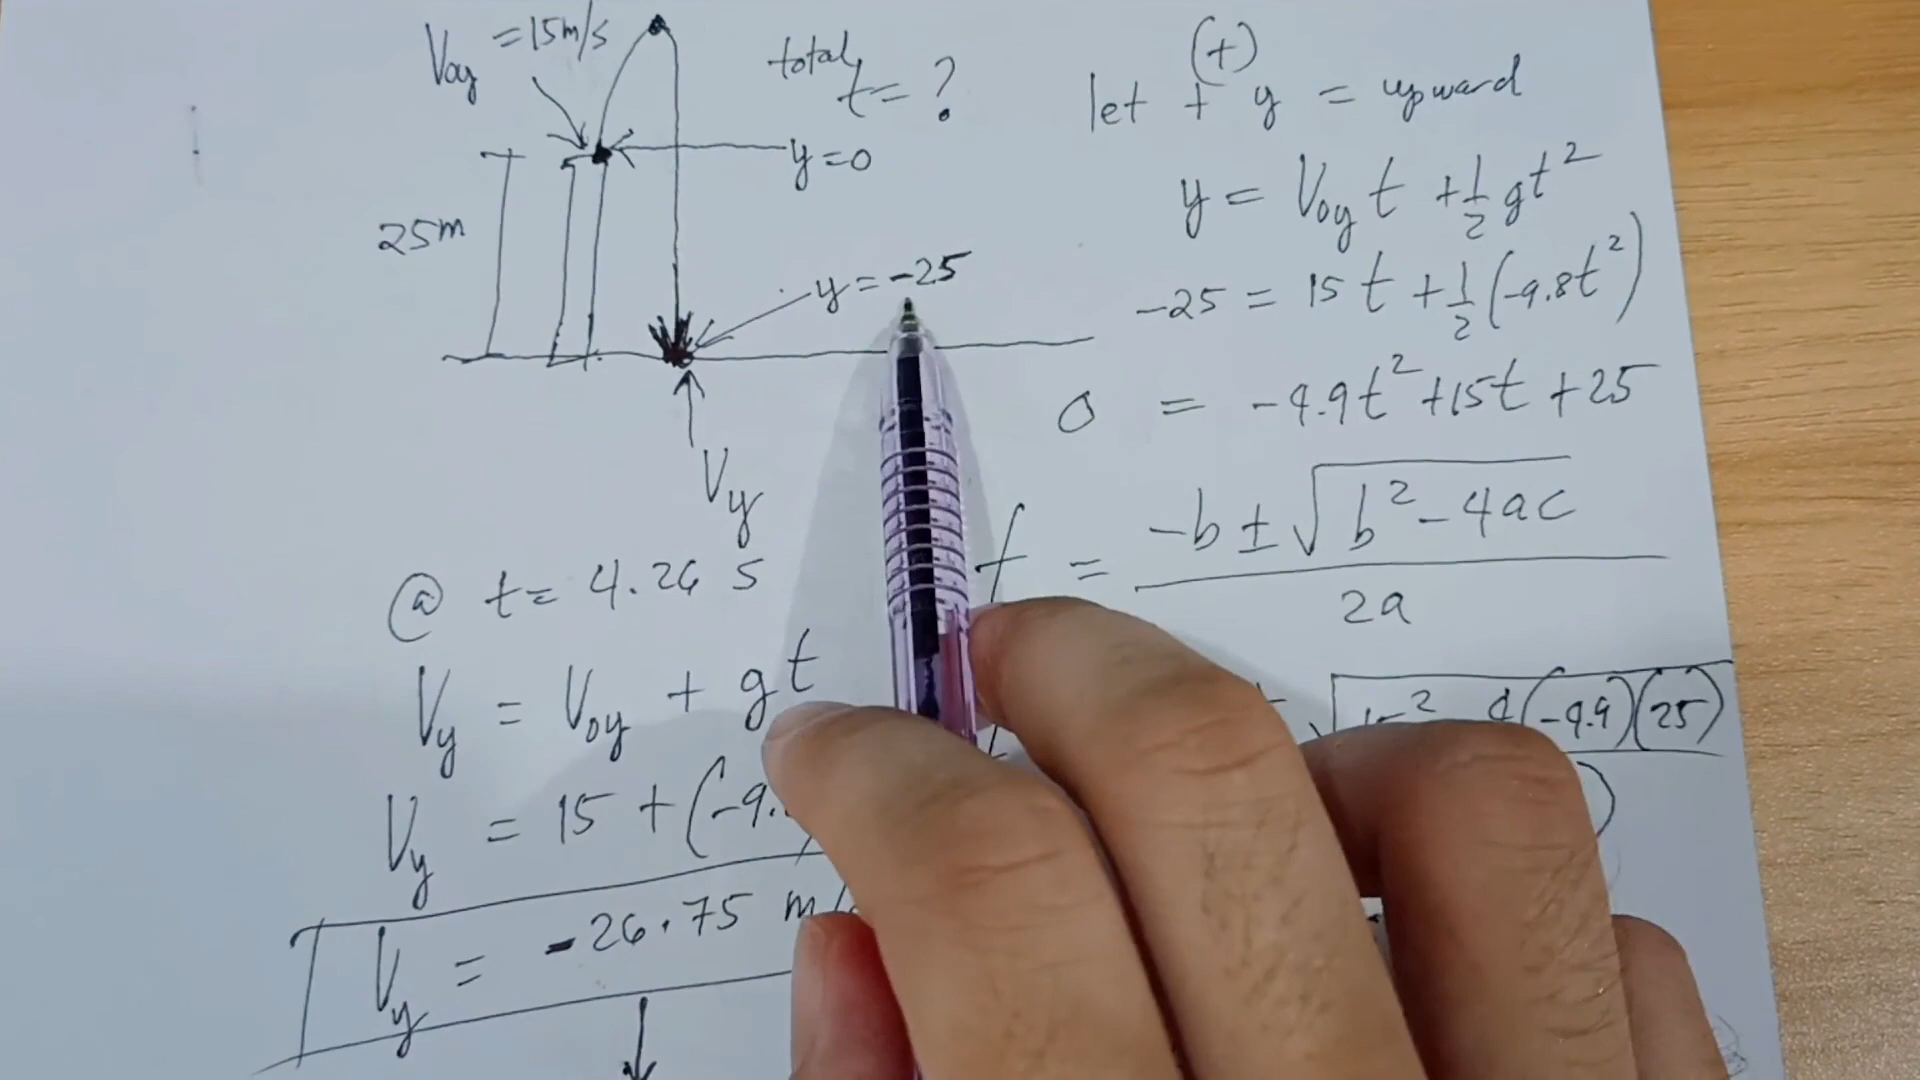 Voy = 15m/s
total t = ?
y = 0
25m
y = -25
Vy
@ t = 4.26 s
Vy = Voy + gt
Vy = 15 + (-9.
Vy = -26.75 m/
(+)
let + y = upward
y = Voy t + 1/2 gt²
-25 = 15t + 1/2 (-9.8t²)
0 = -4.9t² + 15t + 25
t = -b ± √b² - 4ac / 2a
4(-4.9)(25)